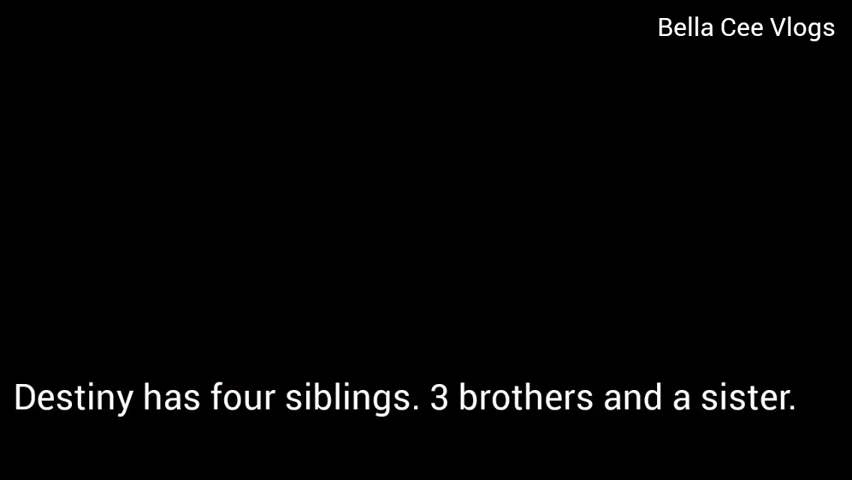 Bella Cee Vlogs
Destiny has four siblings. 3 brothers and a sister.